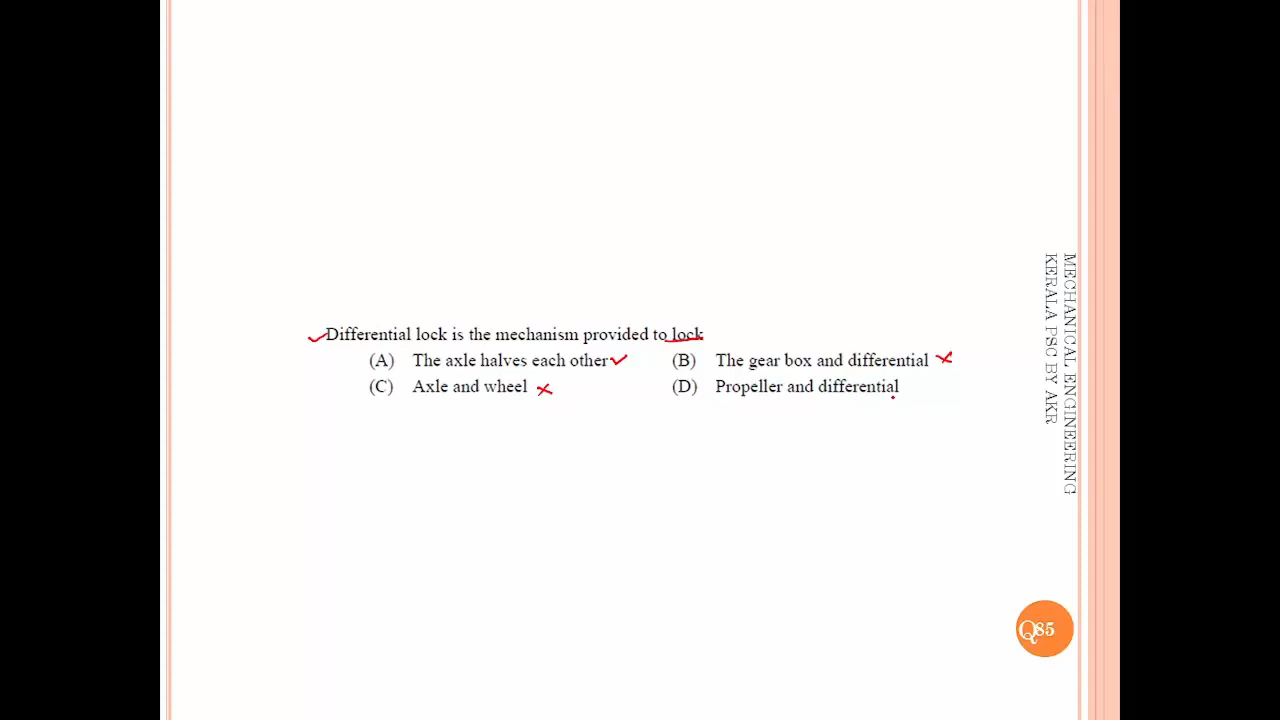 Differential lock is the mechanism provided to lock
(A) The axle halves each other (B) The gear box and differential
(C) Axle and wheel (D) Propeller and differential
MECHANICAL ENGINEERING
KERALA PSC BY AKR
Q85